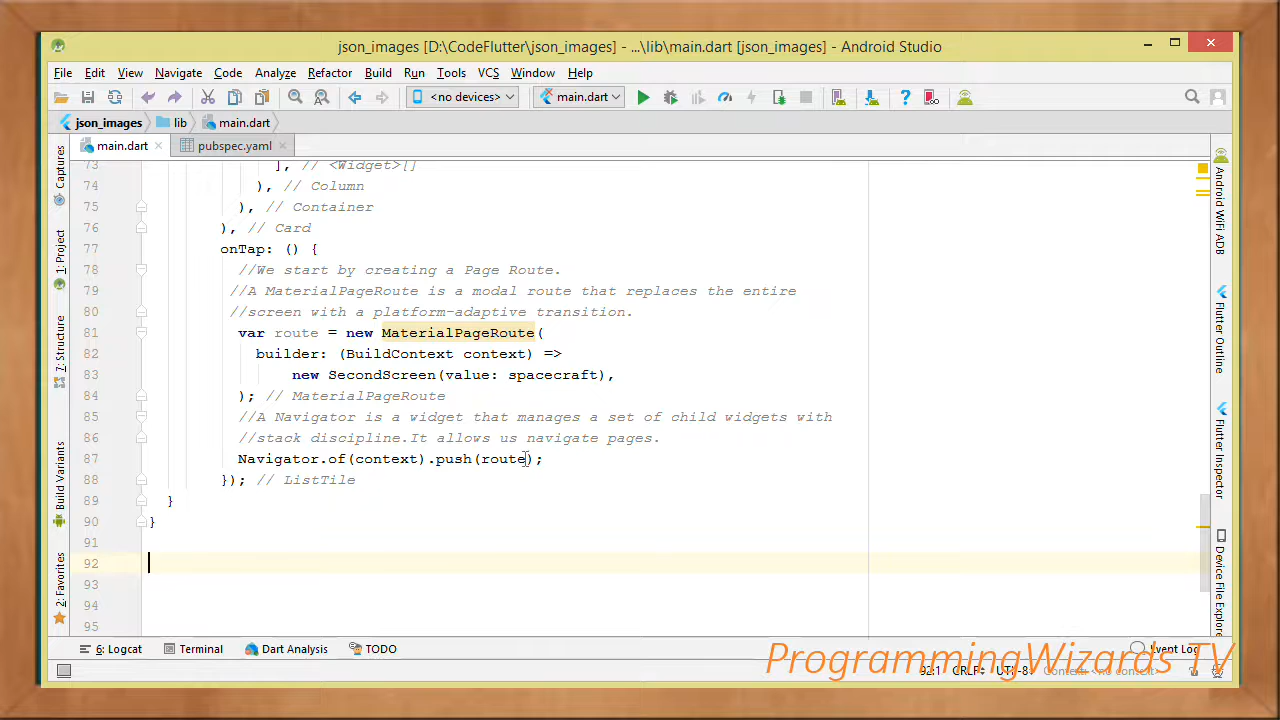 json_images [D:\CodeFlutter\json_images] - ...\lib\main.dart [json_images] - Android Studio
File Edit View Navigate Code Analyze Refactor Build Run Tools VCS Window Help
<no devices> main.dart
json_images lib main.dart
main.dart pubspec.yaml
73 ], // <Widget>[]
74 ), // Column
75 ), // Container
76 ), // Card
77 onTap: () {
78 //We start by creating a Page Route.
79 //A MaterialPageRoute is a modal route that replaces the entire
80 //screen with a platform-adaptive transition.
81 var route = new MaterialPageRoute(
82 builder: (BuildContext context) =>
83 new SecondScreen(value: spacecraft),
84 ); // MaterialPageRoute
85 //A Navigator is a widget that manages a set of child widgets with
86 //stack discipline.It allows us navigate pages.
87 Navigator.of(context).push(route);
88 }); // ListTile
89 }
90 }
91
92
93
94
95
Captures
1: Project
7: Structure
Build Variants
2: Favorites
Android WiFi ADB
Flutter Outline
Flutter Inspector
Device File Explorer
6: Logcat Terminal Dart Analysis TODO Event Log
92:1 CRLF UTF-8 Context: <no context>
ProgrammingWizards TV